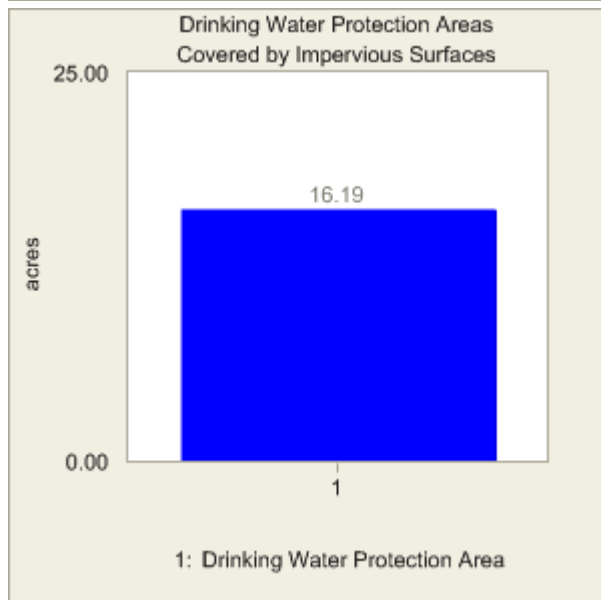 Drinking Water Protection Areas
Covered by Impervious Surfaces
25.00
16.19
acres
0.00
1
1: Drinking Water Protection Area